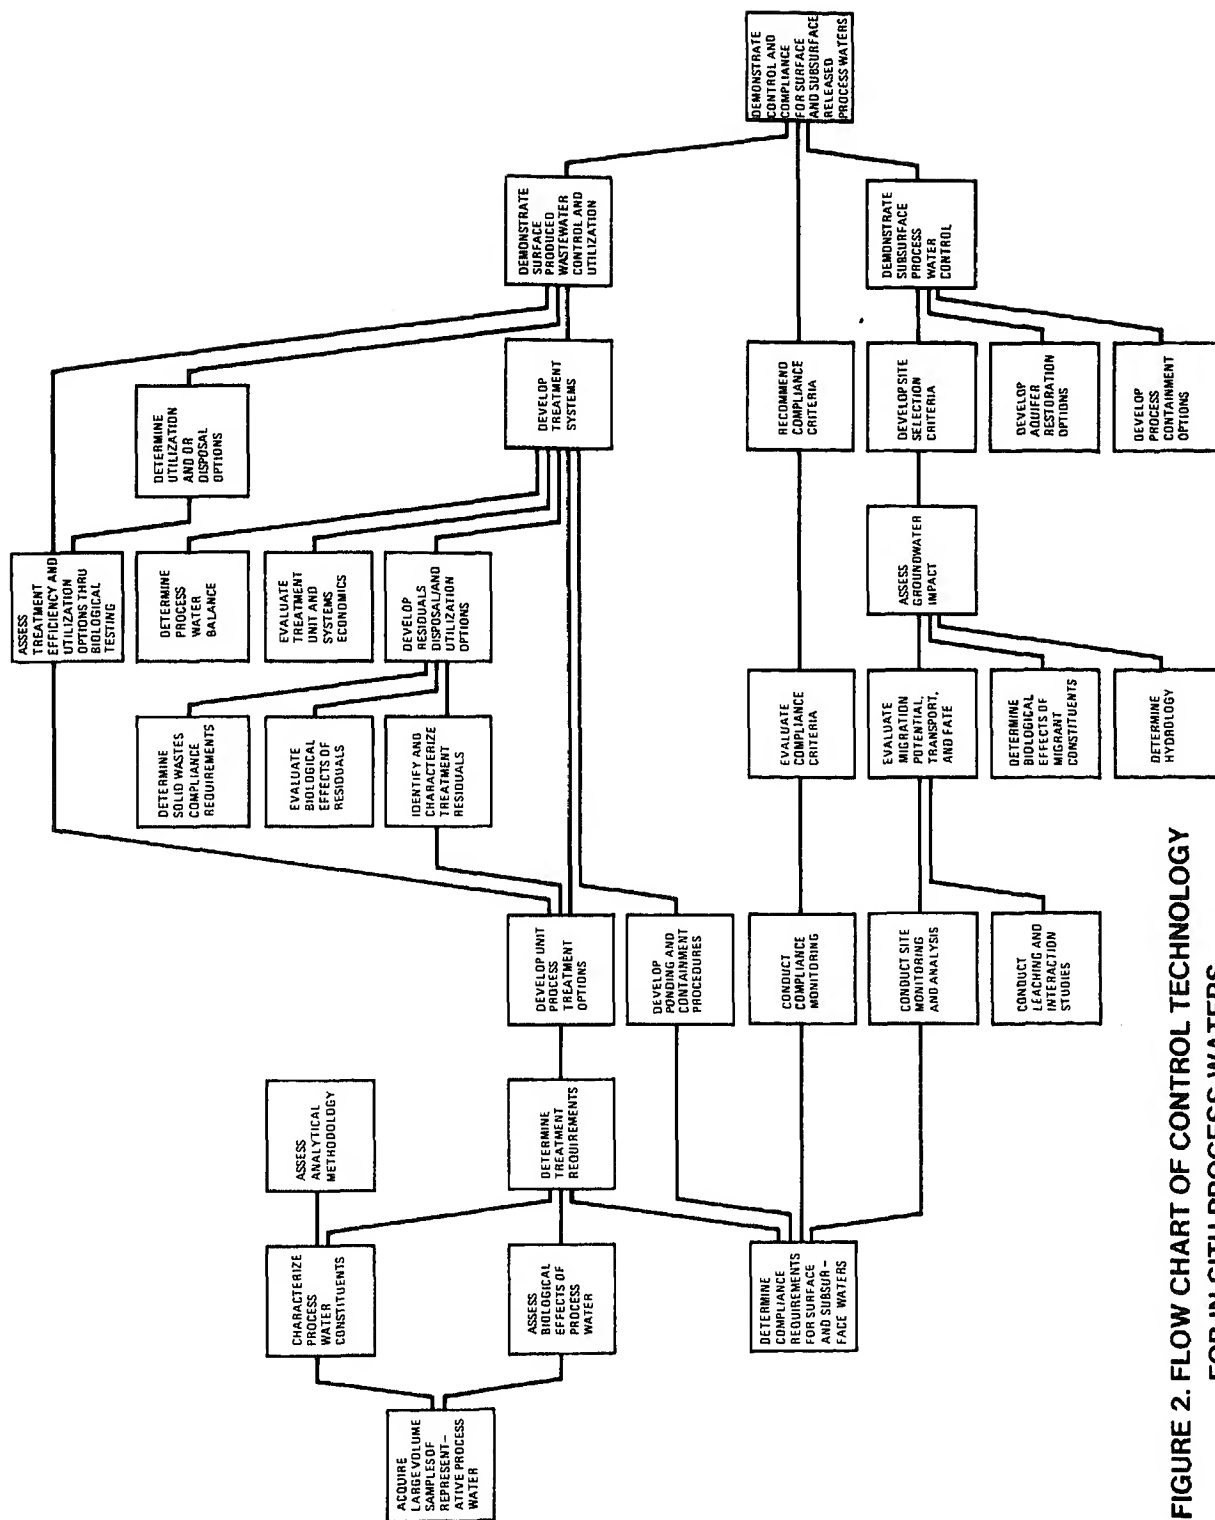 ACQUIRE
LARGE VOLUME
SAMPLES OF
REPRESENT–
ATIVE PROCESS
WATER
CHARACTERIZE
PROCESS
WATER
CONSTITUENTS
ASSESS
BIOLOGICAL
EFFECTS OF
PROCESS
WATER
DETERMINE
COMPLIANCE
REQUIREMENTS
FOR SURFACE
AND SUBSUR–
FACE WATERS
ASSESS
ANALYTICAL
METHODOLOGY
DETERMINE
TREATMENT
REQUIREMENTS
DEVELOP UNIT
PROCESS
TREATMENT
OPTIONS
DEVELOP
PONDING AND
CONTAINMENT
PROCEDURES
CONDUCT
COMPLIANCE
MONITORING
CONDUCT SITE
MONITORING
AND ANALYSIS
CONDUCT
LEACHING AND
INTERACTION
STUDIES
DETERMINE
SOLID WASTES
COMPLIANCE
REQUIREMENTS
EVALUATE
BIOLOGICAL
EFFECTS OF
RESIDUALS
IDENTIFY AND
CHARACTERIZE
TREATMENT
RESIDUALS
EVALUATE
COMPLIANCE
CRITERIA
EVALUATE
MIGRATION
POTENTIAL,
TRANSPORT,
AND FATE
DETERMINE
BIOLOGICAL
EFFECTS OF
MIGRANT
CONSTITUENTS
DETERMINE
HYDROLOGY
ASSESS
TREATMENT
EFFICIENCY AND
UTILIZATION
OPTIONS THRU
BIOLOGICAL
TESTING
DETERMINE
PROCESS
WATER
BALANCE
EVALUATE
TREATMENT
UNIT AND
SYSTEMS
ECONOMICS
DEVELOP
RESIDUALS
DISPOSAL/AND
UTILIZATION
OPTIONS
ASSESS
GROUNDWATER
IMPACT
DETERMINE
UTILIZATION
AND OR
DISPOSAL
OPTIONS
DEVELOP
TREATMENT
SYSTEMS
RECOMMEND
COMPLIANCE
CRITERIA
DEVELOP SITE
SELECTION
CRITERIA
DEVELOP
AQUIFER
RESTORATION
OPTIONS
DEVELOP
PROCESS
CONTAINMENT
OPTIONS
DEMONSTRATE
SURFACE
PRODUCED
WASTEWATER
CONTROL AND
UTILIZATION
DEMONSTRATE
SUBSURFACE
PROCESS
WATER
CONTROL
DEMONSTRATE
CONTROL AND
COMPLIANCE
FOR SURFACE
AND SUBSURFACE
RELEASED
PROCESS WATERS
FIGURE 2. FLOW CHART OF CONTROL TECHNOLOGY
FOR IN SITU PROCESS WATERS